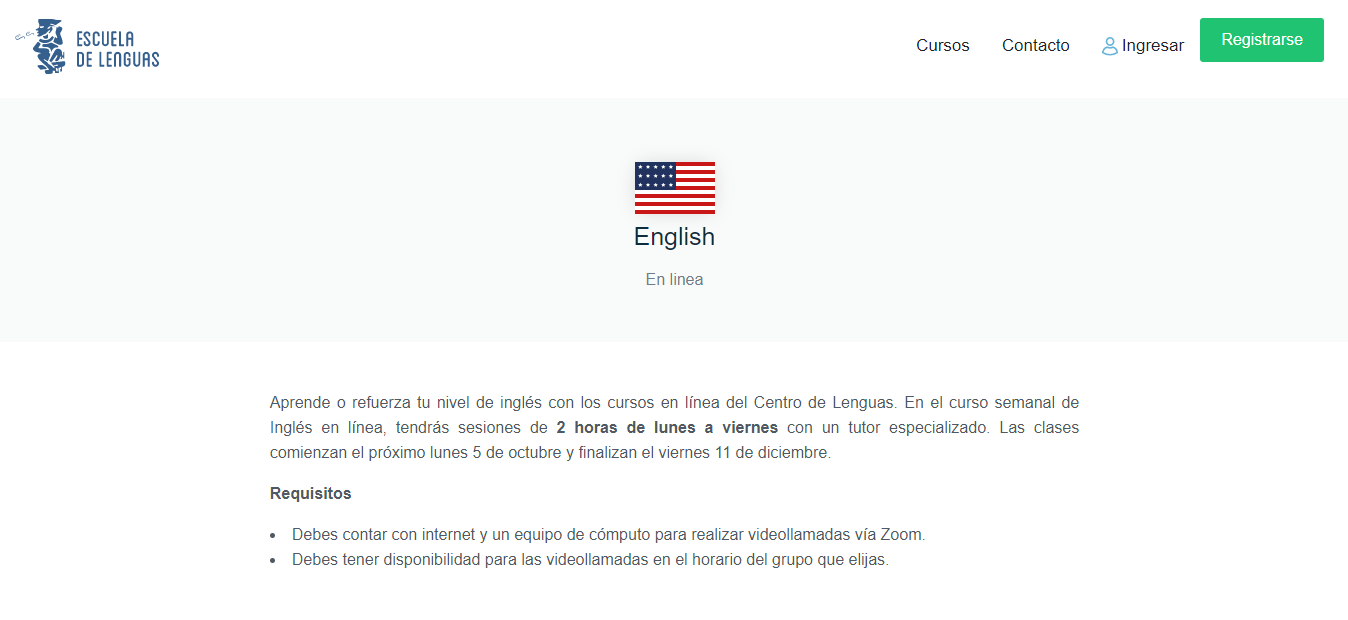 ESCUELA
DE LENGUAS
Cursos
Contacto
Ingresar
Registrarse
English
En linea
Aprende o refuerza tu nivel de inglés con los cursos en línea del Centro de Lenguas. En el curso semanal de
Inglés en línea, tendrás sesiones de 2 horas de lunes a viernes con un tutor especializado. Las clases
comienzan el próximo lunes 5 de octubre y finalizan el viernes 11 de diciembre.
Requisitos
• Debes contar con internet y un equipo de cómputo para realizar videollamadas vía Zoom.
• Debes tener disponibilidad para las videollamadas en el horario del grupo que elijas.